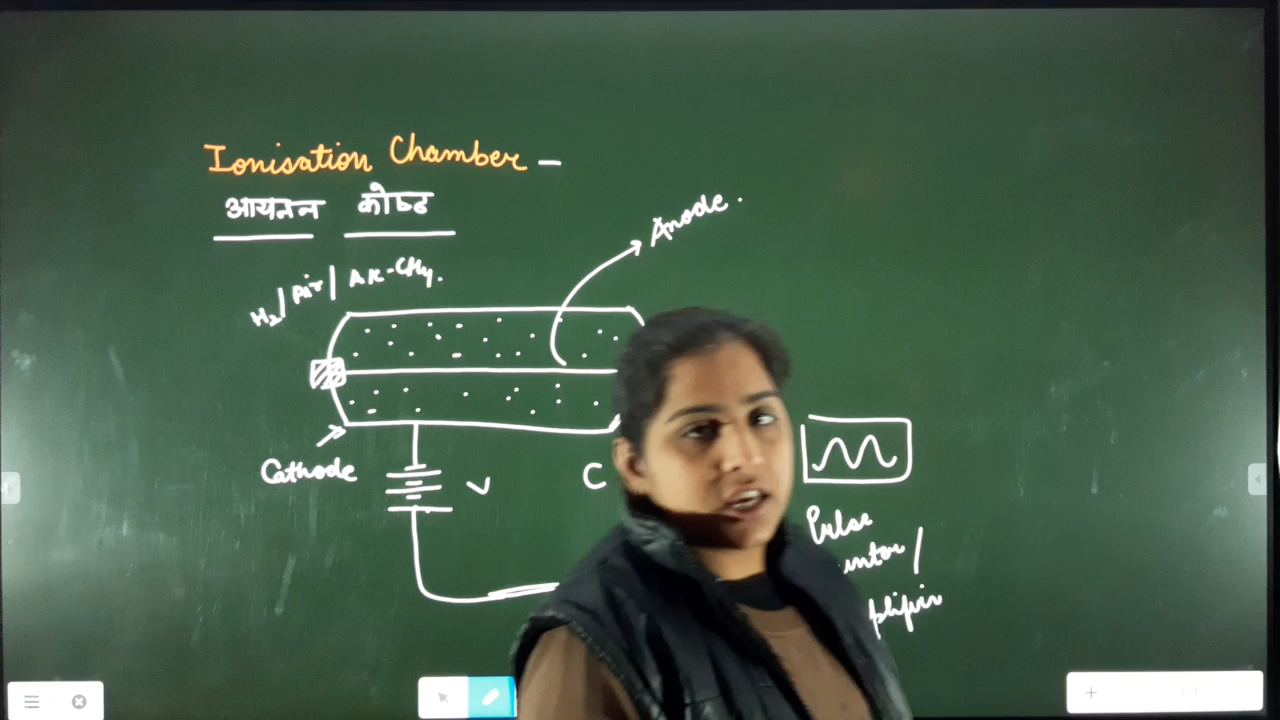 Ionisation Chamber –
आयनन कोष्ठ
Anode.
H₂/ Air/ Ar-CH₄.
Cathode
V
C
Pulse